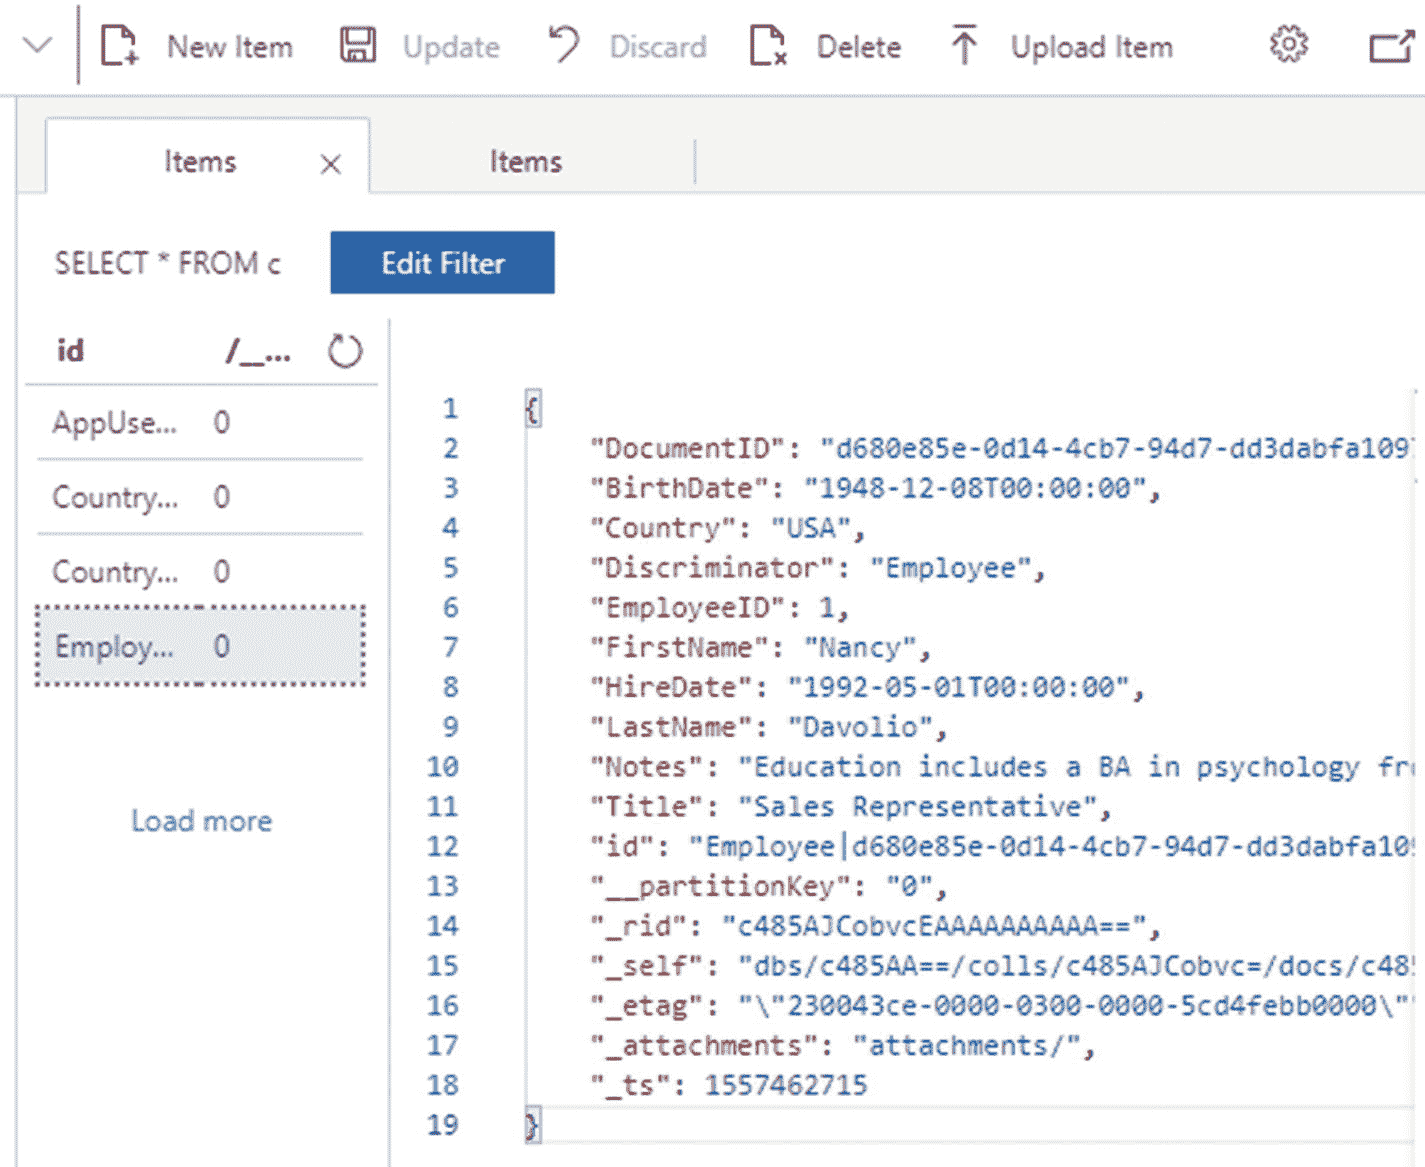 New Item Update Discard Delete Upload Item
Items Items
SELECT * FROM c Edit Filter
id /__...
AppUse... 0
Country... 0
Country... 0
Employ... 0
Load more
1 {
2 "DocumentID": "d680e85e-0d14-4cb7-94d7-dd3dabfa109
3 "BirthDate": "1948-12-08T00:00:00",
4 "Country": "USA",
5 "Discriminator": "Employee",
6 "EmployeeID": 1,
7 "FirstName": "Nancy",
8 "HireDate": "1992-05-01T00:00:00",
9 "LastName": "Davolio",
10 "Notes": "Education includes a BA in psychology fr
11 "Title": "Sales Representative",
12 "id": "Employee|d680e85e-0d14-4cb7-94d7-dd3dabfa10
13 "__partitionKey": "0",
14 "_rid": "c485AJCobvcEAAAAAAAAAA==",
15 "_self": "dbs/c485AA==/colls/c485AJCobvc=/docs/c485
16 "_etag": "\"230043ce-0000-0300-0000-5cd4febb0000\""
17 "_attachments": "attachments/",
18 "_ts": 1557462715
19 }